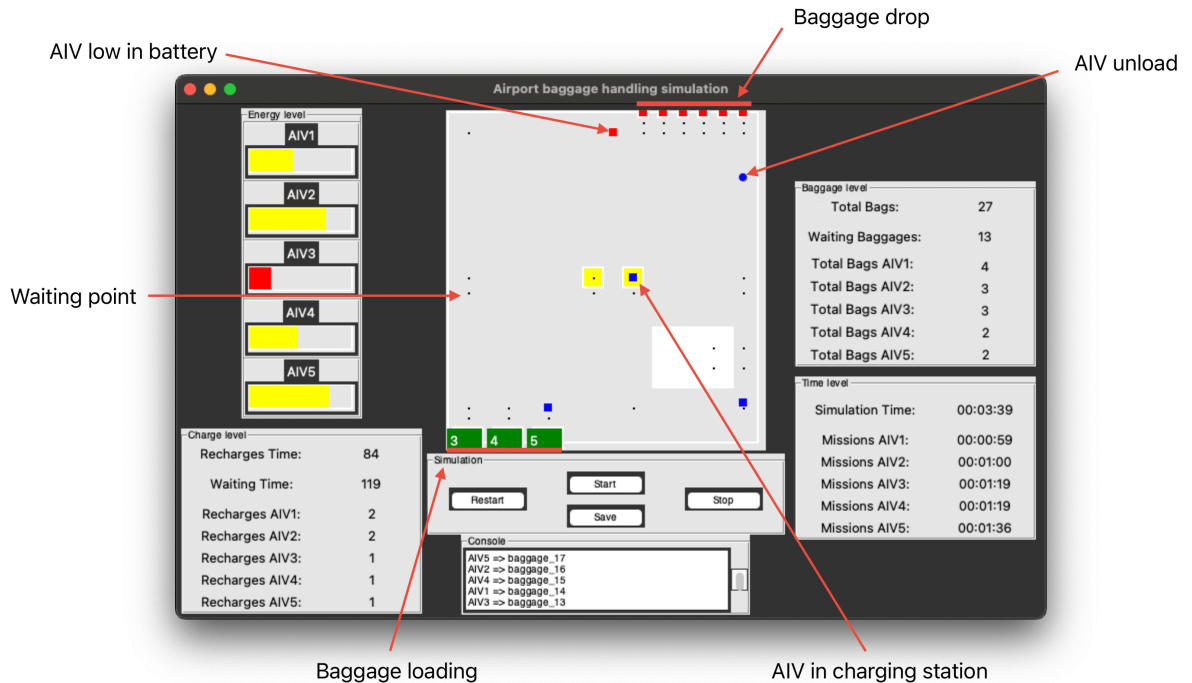 Baggage drop
AIV low in battery
AIV unload
Airport baggage handling simulation
Energy level
AIV1
AIV2
AIV3
AIV4
AIV5
Waiting point
Baggage level
Total Bags: 27
Waiting Baggages: 13
Total Bags AIV1: 4
Total Bags AIV2: 3
Total Bags AIV3: 3
Total Bags AIV4: 2
Total Bags AIV5: 2
Time level
Simulation Time: 00:03:39
Missions AIV1: 00:00:59
Missions AIV2: 00:01:00
Missions AIV3: 00:01:19
Missions AIV4: 00:01:19
Missions AIV5: 00:01:36
3 4 5
Charge level
Recharges Time: 84
Waiting Time: 119
Recharges AIV1: 2
Recharges AIV2: 2
Recharges AIV3: 1
Recharges AIV4: 1
Recharges AIV5: 1
Simulation
Restart
Start
Save
Stop
Console
AIV5 => baggage_17
AIV2 => baggage_16
AIV4 => baggage_15
AIV1 => baggage_14
AIV3 => baggage_13
Baggage loading
AIV in charging station